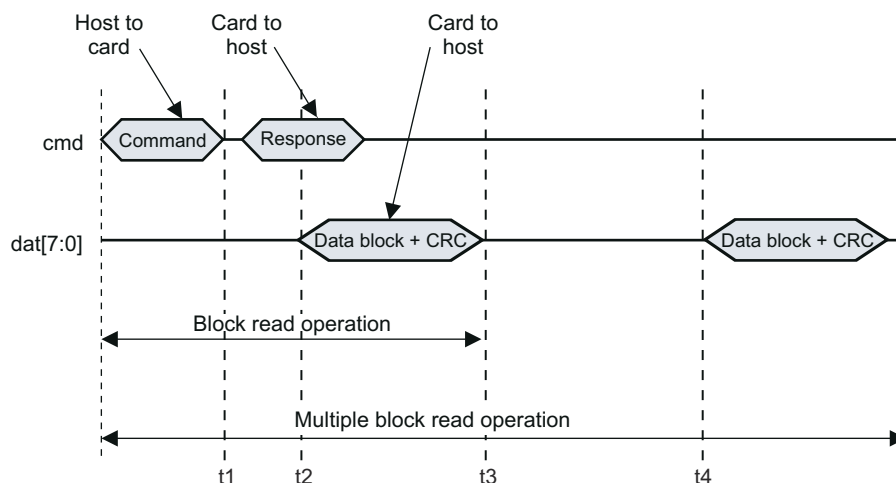 Host to
card
Card to
host
Card to
host
cmd
Command
Response
dat[7:0]
Data block + CRC
Data block + CRC
Block read operation
Multiple block read operation
t1
t2
t3
t4